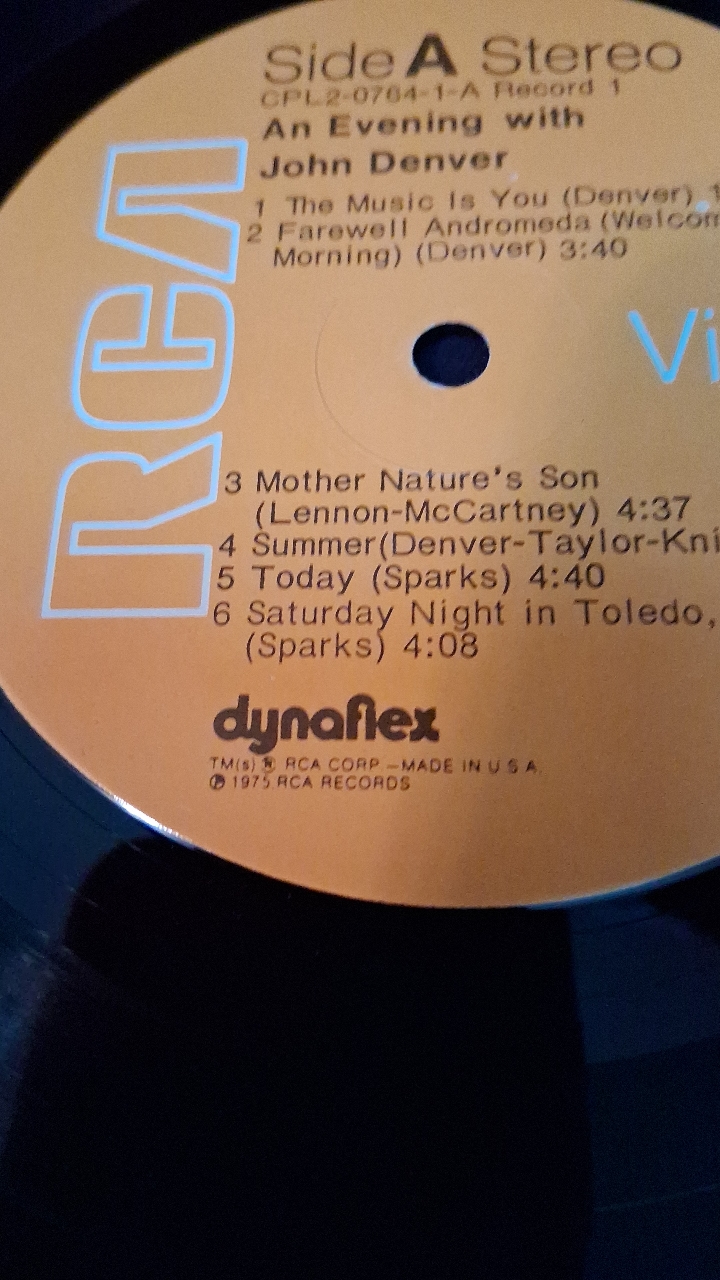 Side A Stereo
CPL2-0764-1-A Record 1
An Evening with
John Denver
1 The Music Is You (Denver)
2 Farewell Andromeda (Welcom
Morning) (Denver) 3:40
RCA
Vi
3 Mother Nature's Son
(Lennon-McCartney) 4:37
4 Summer(Denver-Taylor-Kni
5 Today (Sparks) 4:40
6 Saturday Night in Toledo,
(Sparks) 4:08
dynaflex
TM(s) ® RCA CORP –MADE IN U S A
℗ 1975 RCA RECORDS